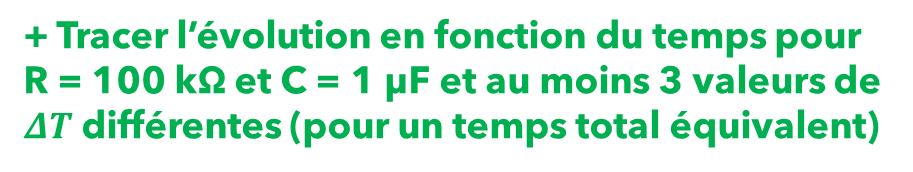 + Tracer l’évolution en fonction du temps pour
R = 100 kΩ et C = 1 µF et au moins 3 valeurs de
𝛥𝑇 différentes (pour un temps total équivalent)